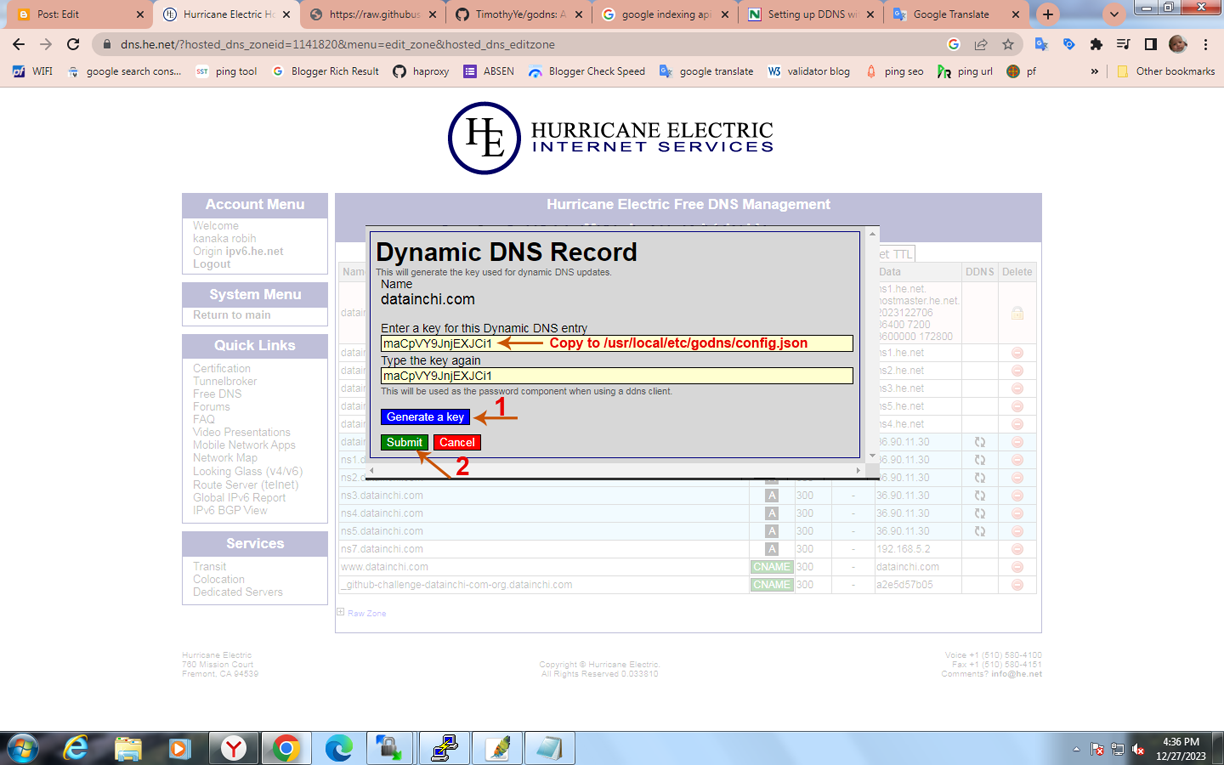 Post: Edit
Hurricane Electric Ho
https://raw.githubus
TimothyYe/godns: A
google indexing api
Setting up DDNS wi
Google Translate
dns.he.net/?hosted_dns_zoneid=1141820&menu=edit_zone&hosted_dns_editzone
WIFI
google search cons...
SST ping tool
Blogger Rich Result
haproxy
ABSEN
Blogger Check Speed
google translate
validator blog
ping seo
ping url
pf
»
Other bookmarks
HE
HURRICANE ELECTRIC
INTERNET SERVICES
Account Menu
Welcome
kanaka robih
Origin ipv6.he.net
Logout
System Menu
Return to main
Quick Links
Certification
Tunnelbroker
Free DNS
Forums
FAQ
Video Presentations
Mobile Network Apps
Network Map
Looking Glass (v4/v6)
Route Server (telnet)
Global IPv6 Report
IPv6 BGP View
Services
Transit
Colocation
Dedicated Servers
Hurricane Electric Free DNS Management
Dynamic DNS Record
This will generate the key used for dynamic DNS updates.
Name
datainchi.com
Enter a key for this Dynamic DNS entry
maCpVY9JnjEXJCi1
Copy to /usr/local/etc/godns/config.json
Type the key again
maCpVY9JnjEXJCi1
This will be used as the password component when using a ddns client.
Generate a key
1
Submit
Cancel
2
et TTL
Nam
Data
DDNS
Delete
ns1.he.net.
hostmaster.he.net.
2023122706
86400 7200
3600000 172800
datai
ns1.he.net
ns2.he.net
ns3.he.net
ns5.he.net
ns4.he.net
36.90.11.30
ns1.d
36.90.11.30
ns2.d
36.90.11.30
ns3.datainchi.com A 300 - 36.90.11.30
ns4.datainchi.com A 300 - 36.90.11.30
ns5.datainchi.com A 300 - 36.90.11.30
ns7.datainchi.com A 300 - 192.168.5.2
www.datainchi.com CNAME 300 - datainchi.com
_github-challenge-datainchi-com-org.datainchi.com CNAME 300 - a2e5d57b05
Raw Zone
Hurricane Electric
760 Mission Court
Fremont, CA 94539
Copyright © Hurricane Electric.
All Rights Reserved 0.033810
Voice +1 (510) 580-4100
Fax +1 (510) 580-4151
Comments? info@he.net
4:36 PM
12/27/2023